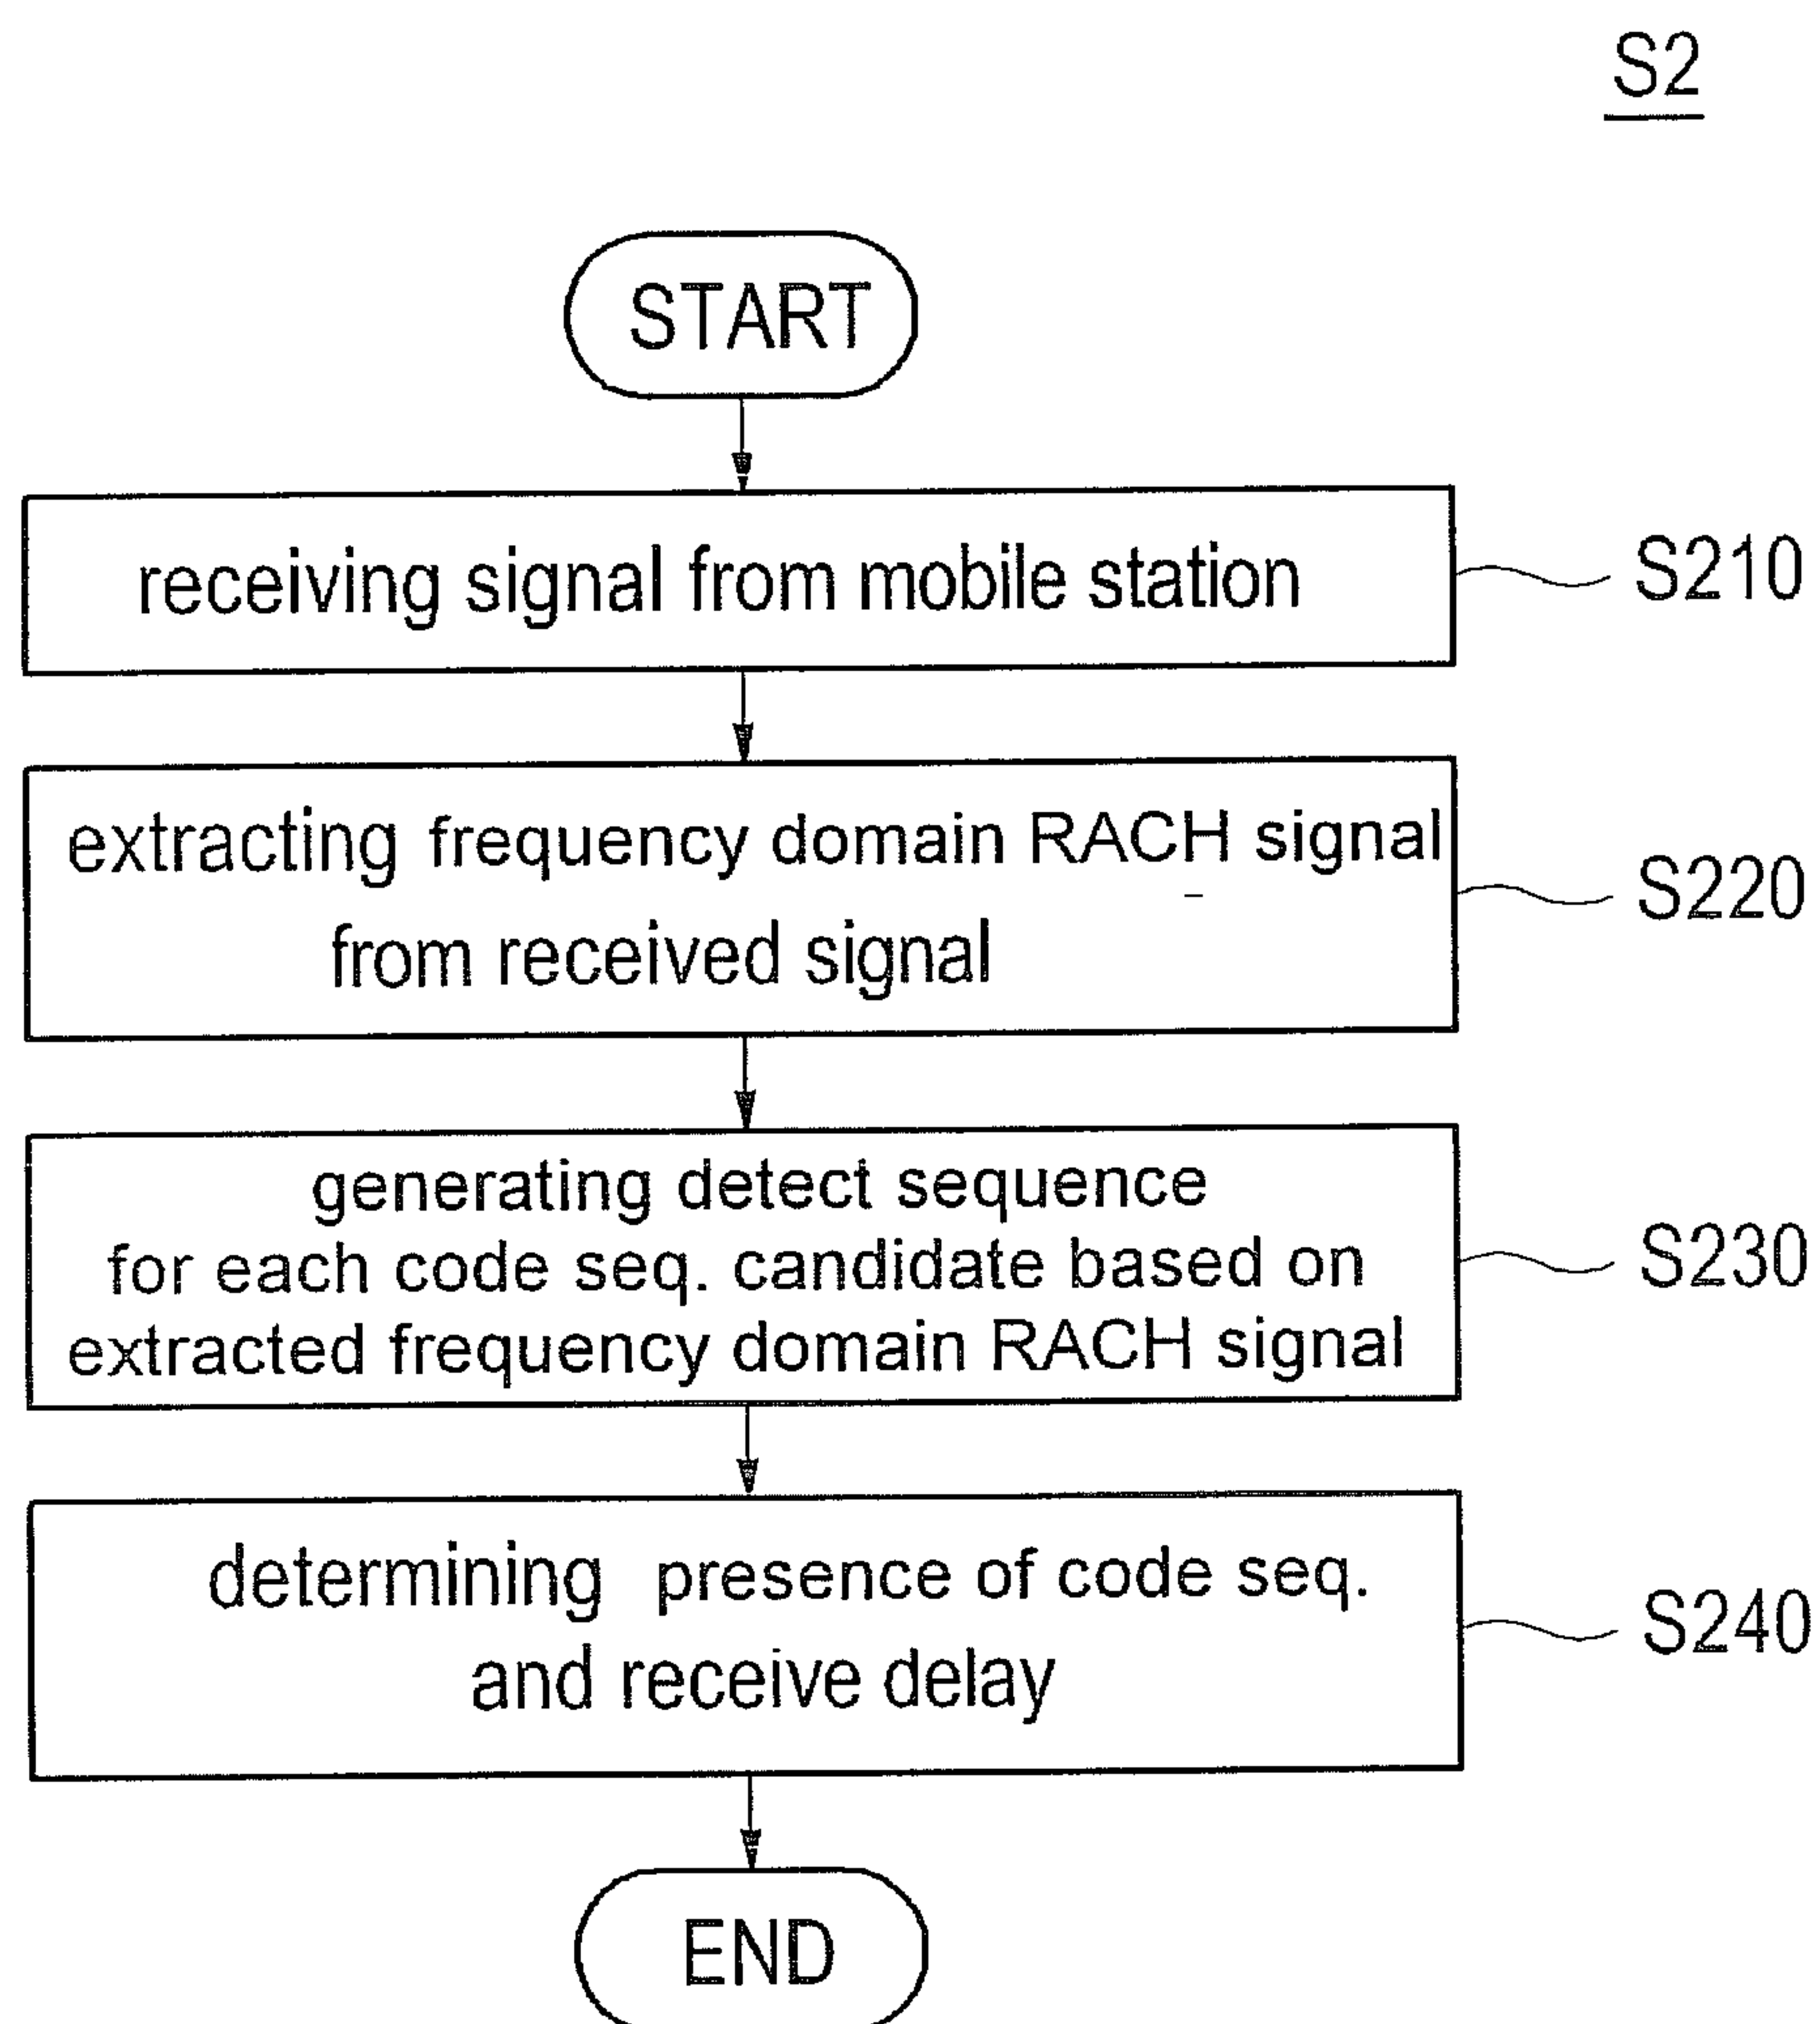 S2
START
receiving signal from mobile station
S210
extracting frequency domain RACH signal
from received signal
S220
generating detect sequence
for each code seq. candidate based on
extracted frequency domain RACH signal
S230
determining presence of code seq.
and receive delay
S240
END